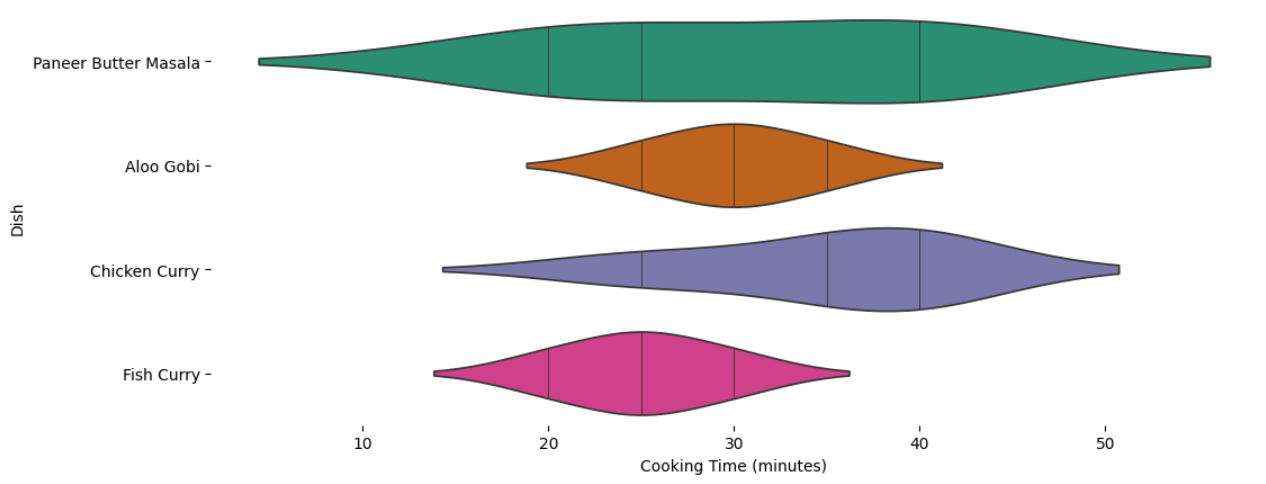 Paneer Butter Masala
Aloo Gobi
Dish
Chicken Curry
Fish Curry
10 20 30 40 50
Cooking Time (minutes)